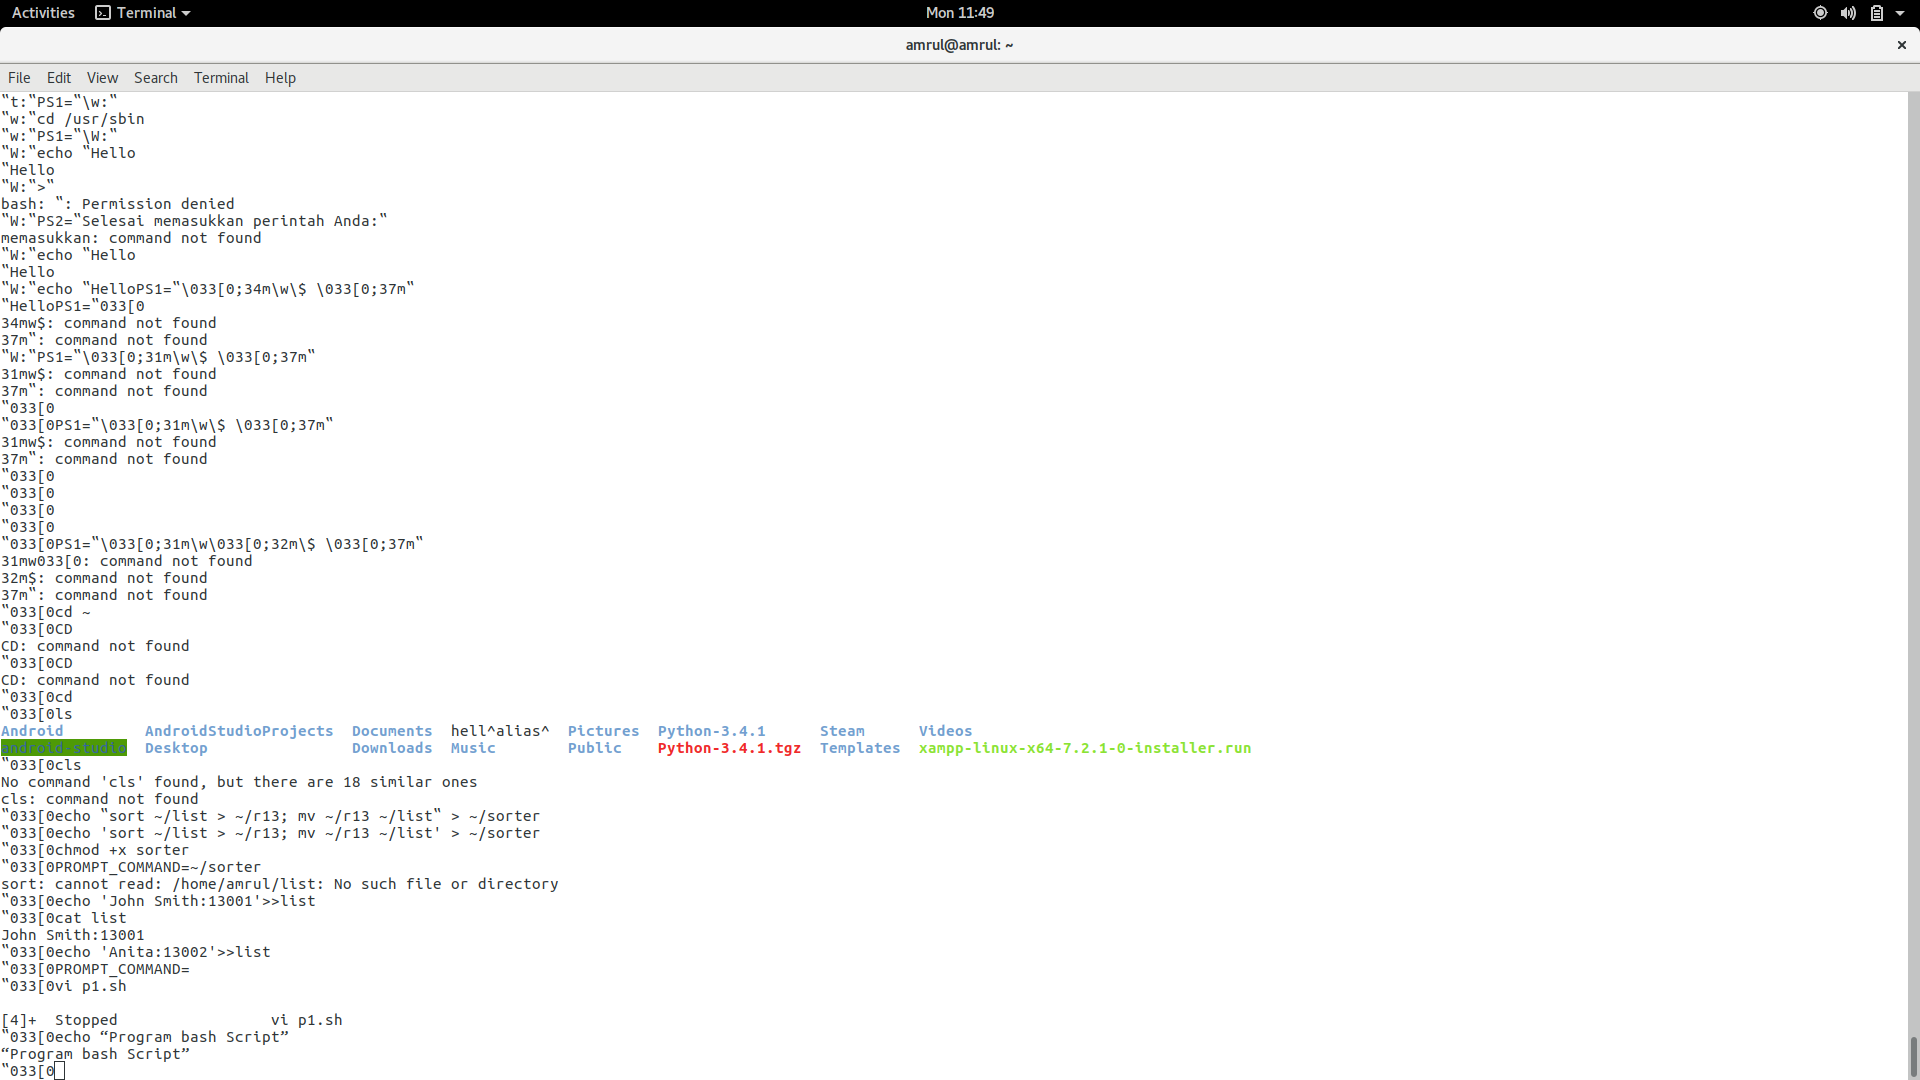 Activities Terminal Mon 11:49
amrul@amrul: ~
File Edit View Search Terminal Help
‟t:‟PS1=‟\w:‟
‟w:‟cd /usr/sbin
‟w:‟PS1=‟\W:‟
‟W:‟echo ‟Hello
‟Hello
‟W:‟>‟
bash: ‟: Permission denied
‟W:‟PS2=‟Selesai memasukkan perintah Anda:‟
memasukkan: command not found
‟W:‟echo ‟Hello
‟Hello
‟W:‟echo ‟HelloPS1=‟\033[0;34m\w\$ \033[0;37m‟
‟HelloPS1=‟033[0
34mw$: command not found
37m‟: command not found
‟W:‟PS1=‟\033[0;31m\w\$ \033[0;37m‟
31mw$: command not found
37m‟: command not found
‟033[0
‟033[0PS1=‟\033[0;31m\w\$ \033[0;37m‟
31mw$: command not found
37m‟: command not found
‟033[0
‟033[0
‟033[0
‟033[0
‟033[0PS1=‟\033[0;31m\w\033[0;32m\$ \033[0;37m‟
31mw033[0: command not found
32m$: command not found
37m‟: command not found
‟033[0cd ~
‟033[0CD
CD: command not found
‟033[0CD
CD: command not found
‟033[0cd
‟033[0ls
Android AndroidStudioProjects Documents hell^alias^ Pictures Python-3.4.1 Steam Videos
android-studio Desktop Downloads Music Public Python-3.4.1.tgz Templates xampp-linux-x64-7.2.1-0-installer.run
‟033[0cls
No command 'cls' found, but there are 18 similar ones
cls: command not found
‟033[0echo ‟sort ~/list > ~/r13; mv ~/r13 ~/list‟ > ~/sorter
‟033[0echo 'sort ~/list > ~/r13; mv ~/r13 ~/list' > ~/sorter
‟033[0chmod +x sorter
‟033[0PROMPT_COMMAND=~/sorter
sort: cannot read: /home/amrul/list: No such file or directory
‟033[0echo 'John Smith:13001'>>list
‟033[0cat list
John Smith:13001
‟033[0echo 'Anita:13002'>>list
‟033[0PROMPT_COMMAND=
‟033[0vi p1.sh
[4]+  Stopped                 vi p1.sh
‟033[0echo “Program bash Script”
“Program bash Script”
‟033[0